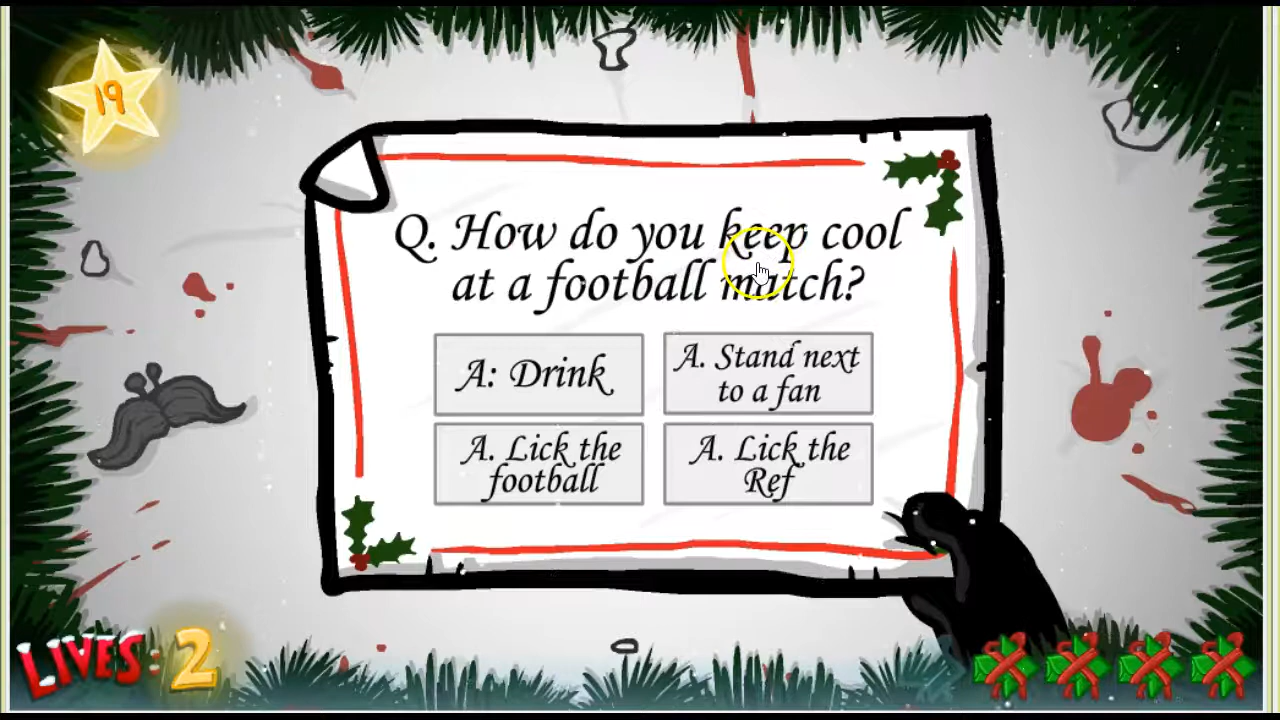 19
Q. How do you keep cool
at a football match?
A: Drink
A. Stand next
to a fan
A. Lick the
football
A. Lick the
Ref
LIVES: 2